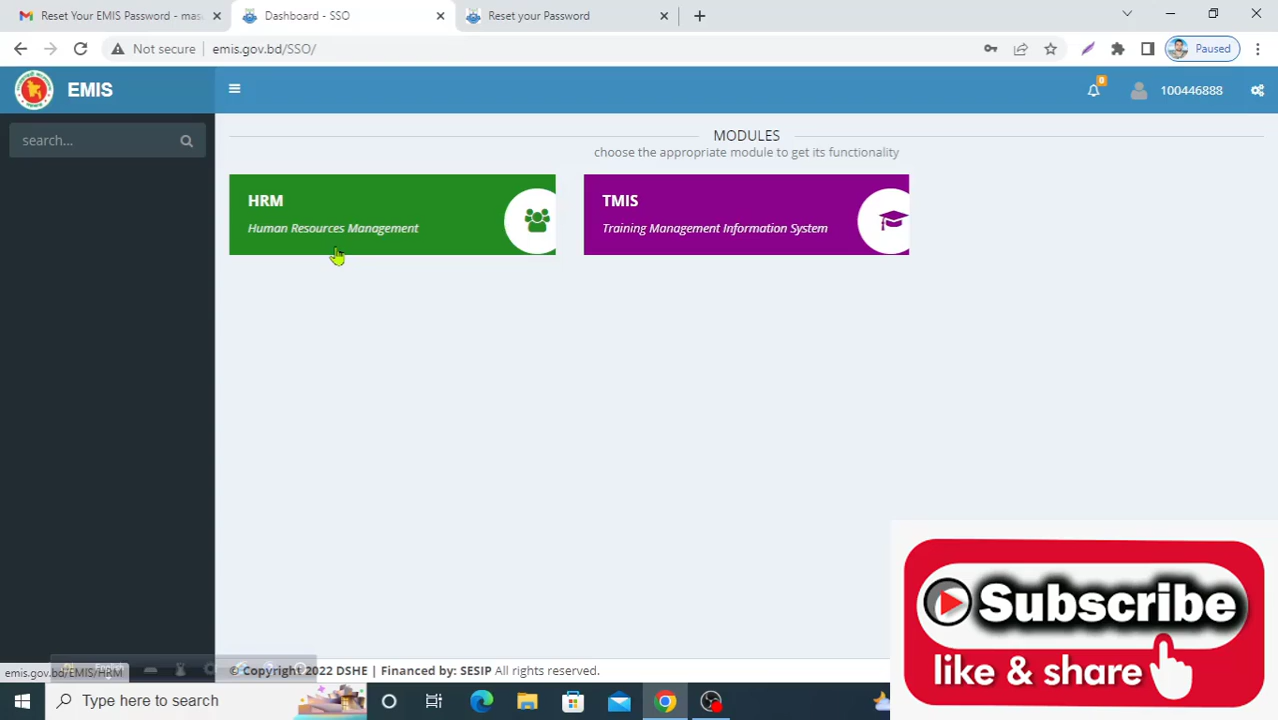 Reset Your EMIS Password - mas
Dashboard - SSO
Reset your Password
Not secure
emis.gov.bd/SSO/
Paused
EMIS
0
100446888
search...
MODULES
choose the appropriate module to get its functionality
HRM
Human Resources Management
TMIS
Training Management Information System
Subscribe
like & share
© Copyright 2022 DSHE | Financed by: SESIP All rights reserved.
emis.gov.bd/EMIS/HRM
Type here to search